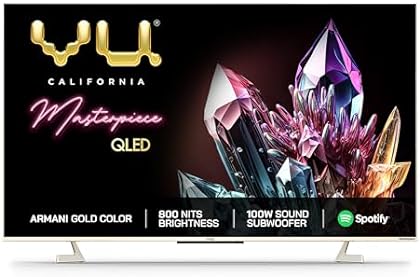 VU.®
CALIFORNIA
Masterpiece
QLED
ARMANI GOLD COLOR
800 NITS
BRIGHTNESS
100W SOUND
SUBWOOFER
Spotify